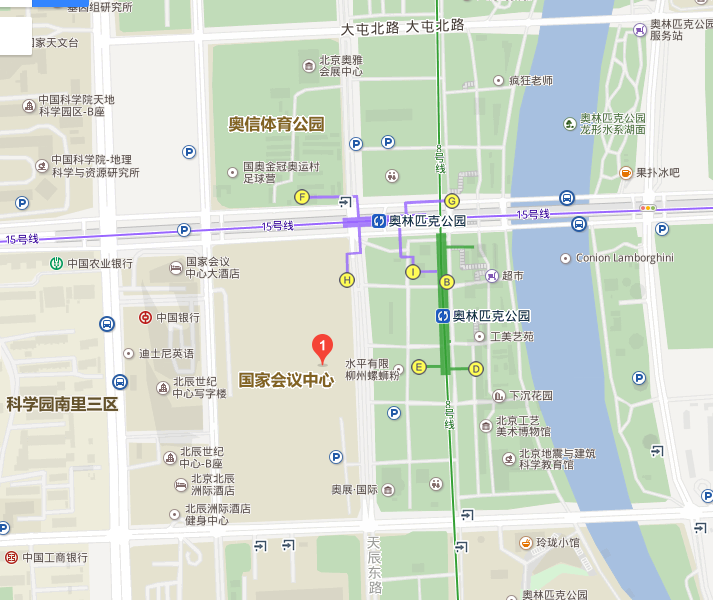 基因组研究所
大屯北路 大屯北路
奥林匹克公园
服务站
国家天文台
北京奥雅
会展中心
疯狂老师
中国科学院天地
科学园区-B座
奥信体育公园
奥林匹克公园
龙形水系湖面
8号线
P
P
P
中国科学院-地理
科学与资源研究所
国奥金冠奥运村
足球营
果扑冰吧
P
F
G
15号线
奥林匹克公园
15号线
15号线
P
P
中国农业银行
国家会议
中心大酒店
H
I
B
超市
Conion Lamborghini
中国银行
奥林匹克公园
1
工美艺苑
迪士尼英语
水平有限
柳州螺蛳粉
E
D
北辰世纪
中心写字楼
国家会议中心
P
科学园南里三区
下沉花园
P
8号线
北京工艺
美术博物馆
北辰世纪
中心-B座
P
北京地震与建筑
科学教育馆
北京北辰
洲际酒店
奥展·国际
P
北辰洲际酒店
健身中心
P
天辰东路
玲珑小馆
中国工商银行
奥林匹克公园